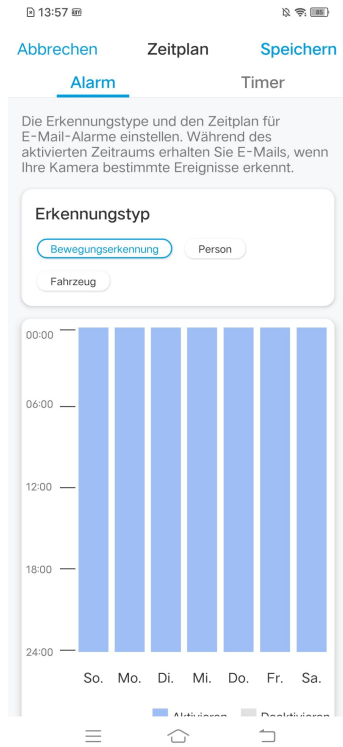 13:57
85
Abbrechen Zeitplan Speichern
Alarm Timer
Die Erkennungstype und den Zeitplan für
E-Mail-Alarme einstellen. Während des
aktivierten Zeitraums erhalten Sie E-Mails, wenn
Ihre Kamera bestimmte Ereignisse erkennt.
Erkennungstyp
Bewegungserkennung Person
Fahrzeug
00:00
06:00
12:00
18:00
24:00
So. Mo. Di. Mi. Do. Fr. Sa.
Aktivieren Deaktivieren